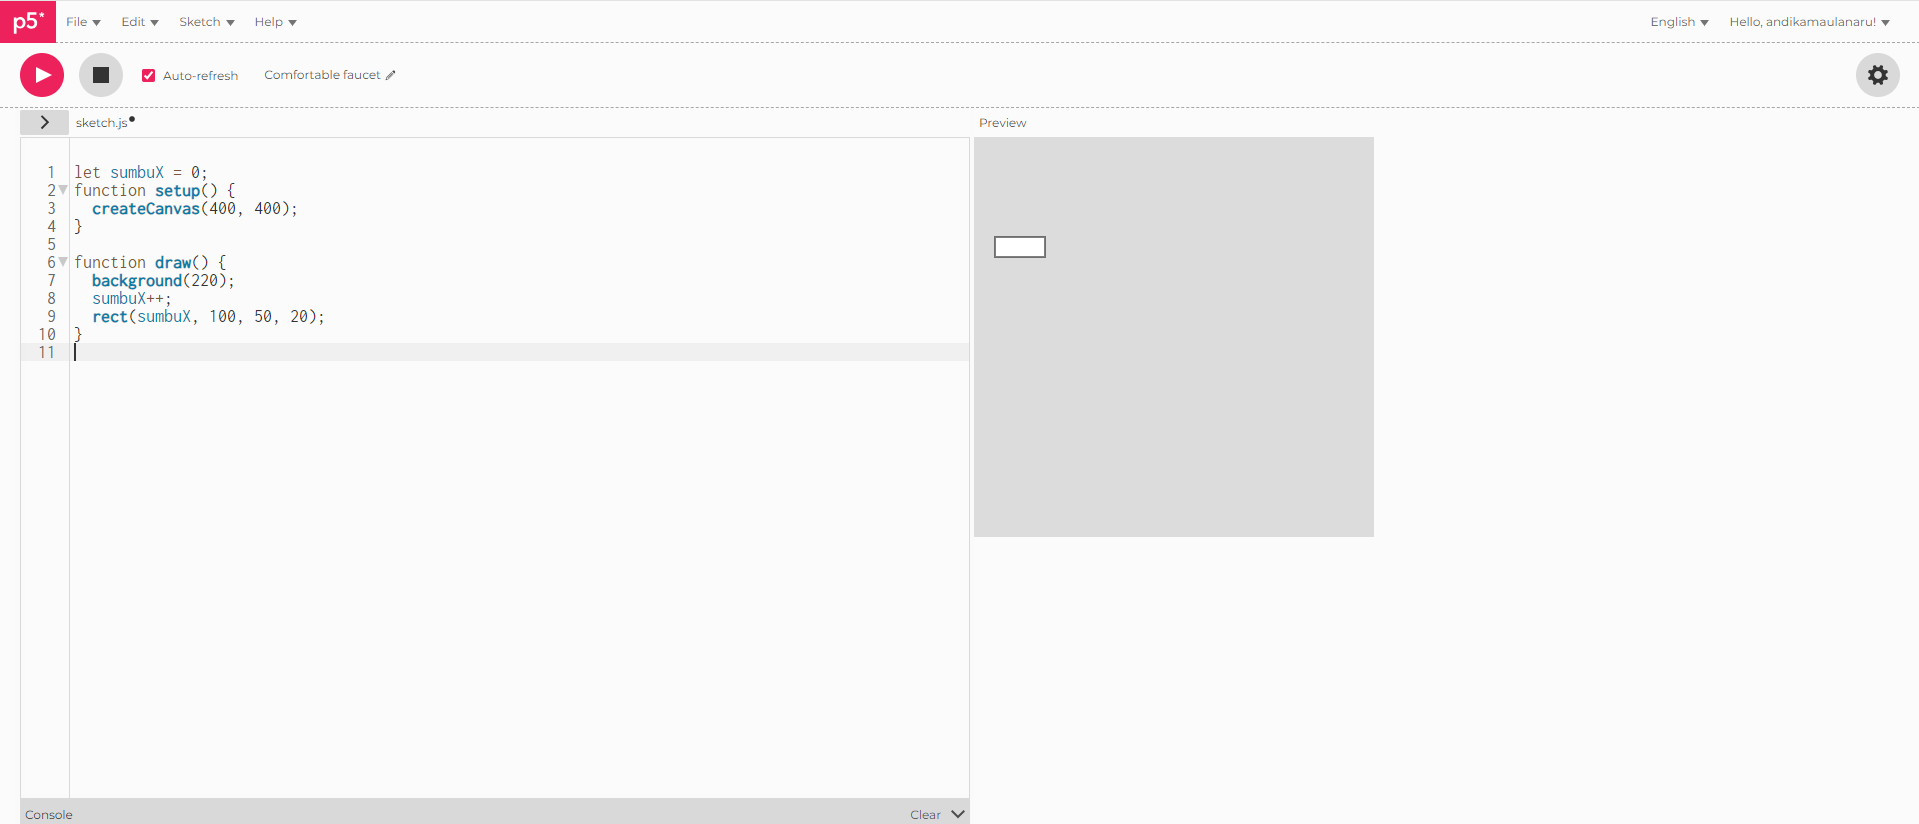 p5* File Edit Sketch Help English Hello, andikamaulanaru!
Auto-refresh Comfortable faucet
sketch.js Preview
1 let sumbuX = 0;
2 function setup() {
3 createCanvas(400, 400);
4 }
5
6 function draw() {
7 background(220);
8 sumbuX++;
9 rect(sumbuX, 100, 50, 20);
10 }
11
Console Clear